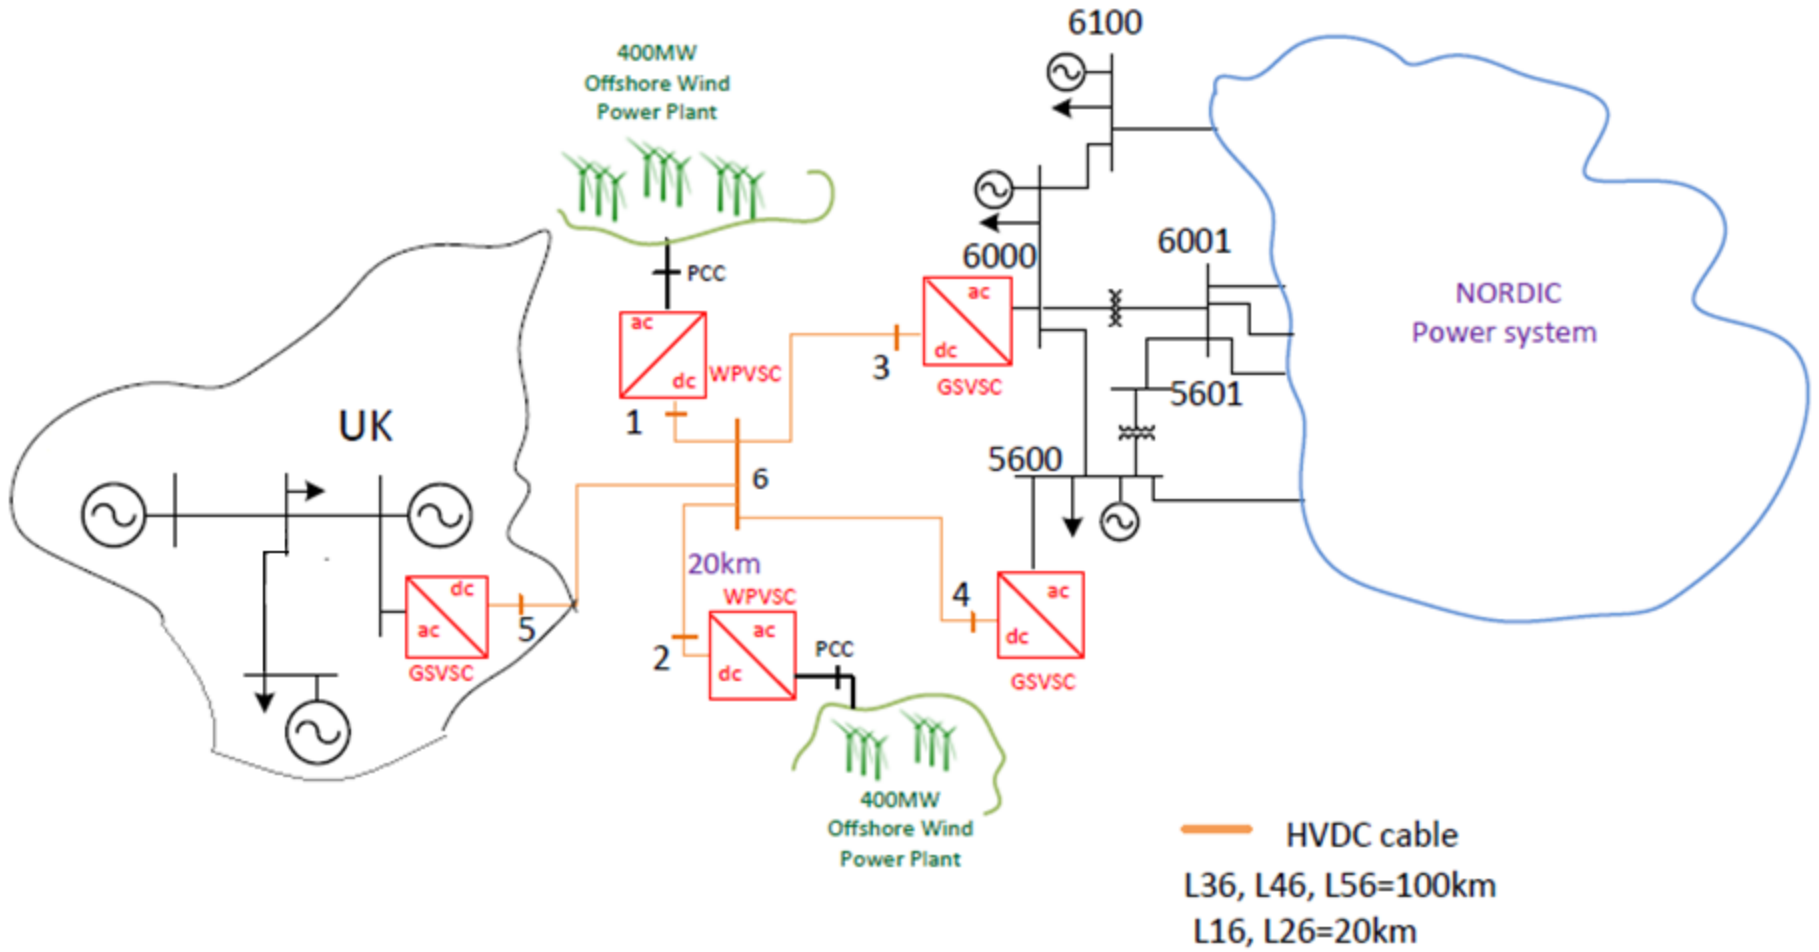 6100
400MW
Offshore Wind
Power Plant
6000
6001
PCC
ac
dc
WPVSC
1
3
ac
dc
GSVSC
NORDIC
Power system
5601
UK
6
5600
20km
WPVSC
ac
dc
2
PCC
4
ac
dc
GSVSC
dc
ac
5
GSVSC
400MW
Offshore Wind
Power Plant
HVDC cable
L36, L46, L56=100km
L16, L26=20km